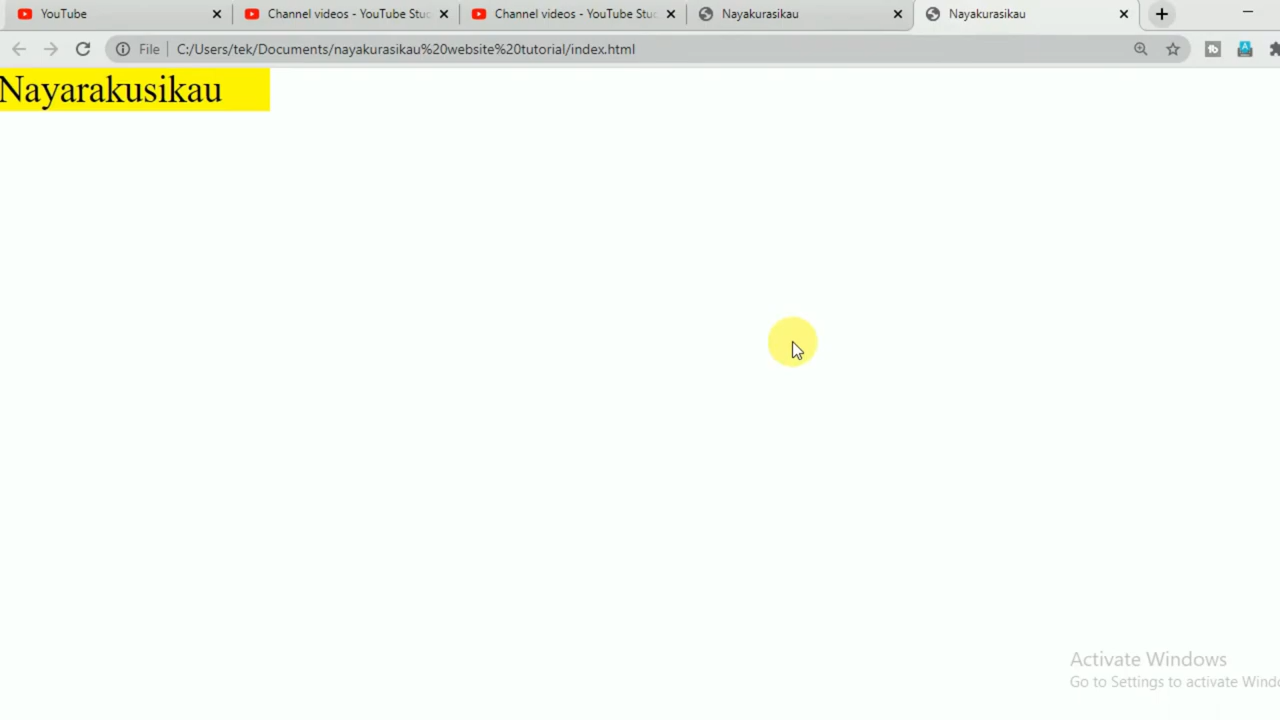 YouTube
Channel videos - YouTube Stu
Channel videos - YouTube Stu
Nayakurasikau
Nayakurasikau
File
C:/Users/tek/Documents/nayakurasikau%20website%20tutorial/index.html
Nayarakusikau
Activate Windows
Go to Settings to activate Windo